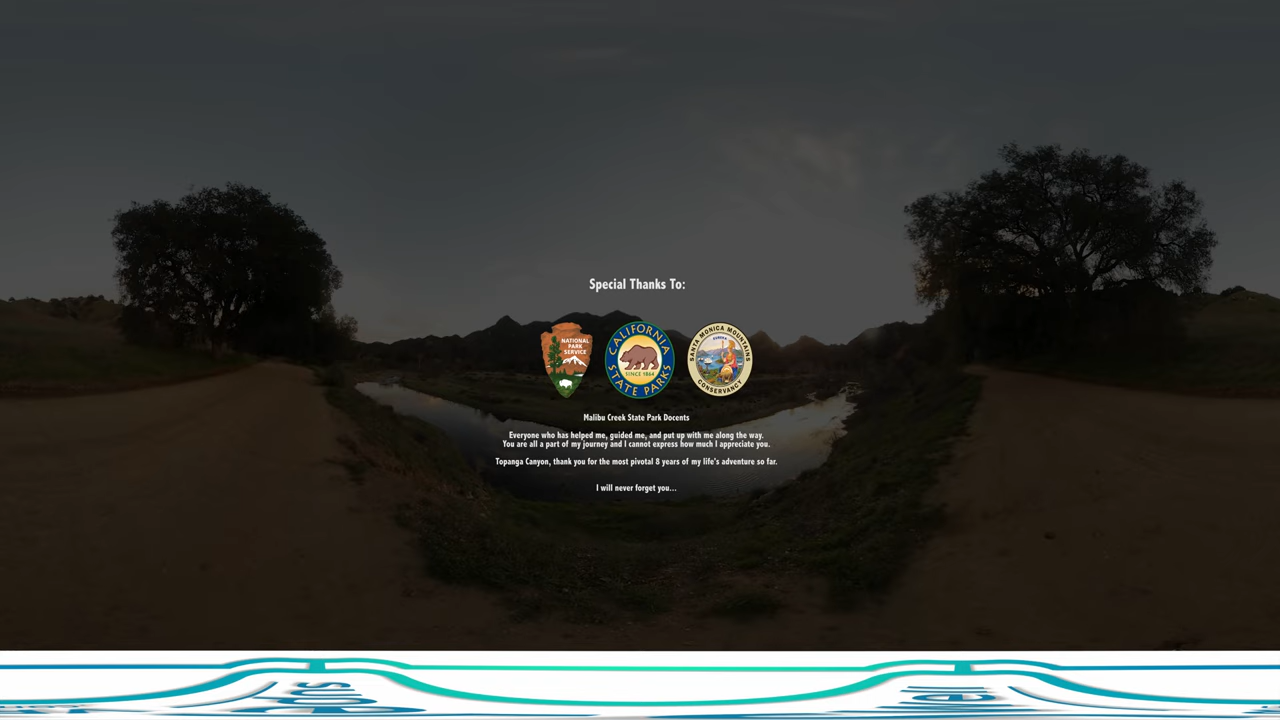 Special Thanks To:
NATIONAL
PARK
SERVICE
CALIFORNIA
SINCE 1864
STATE PARKS
SANTA MONICA MOUNTAINS
EUREKA
CONSERVANCY
Malibu Creek State Park Docents
Everyone who has helped me, guided me, and put up with me along the way.
You are all a part of my journey and I cannot express how much I appreciate you.
Topanga Canyon, thank you for the most pivotal 8 years of my life's adventure so far.
I will never forget you...